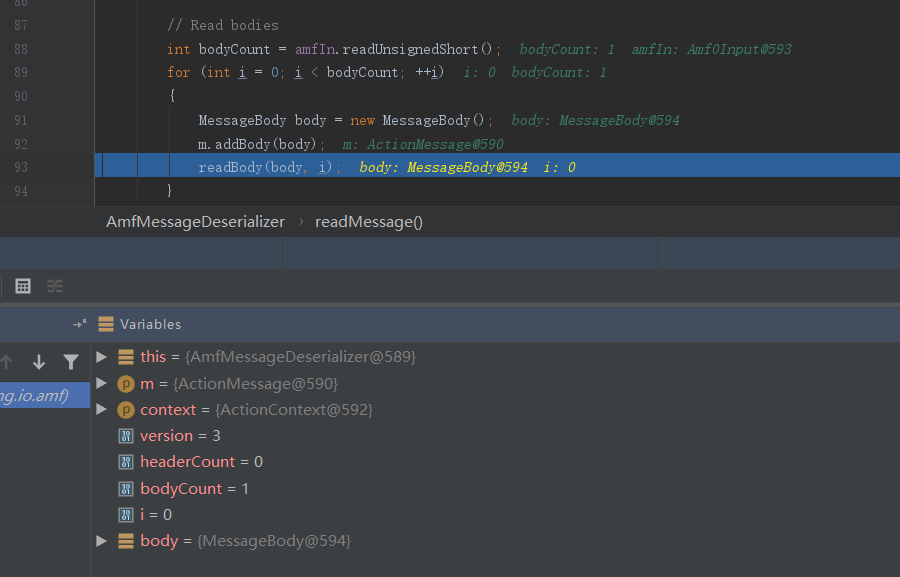 86
87 // Read bodies
88 int bodyCount = amfIn.readUnsignedShort(); bodyCount: 1 amfIn: Amf0Input@593
89 for (int i = 0; i < bodyCount; ++i) i: 0 bodyCount: 1
90 {
91 MessageBody body = new MessageBody(); body: MessageBody@594
92 m.addBody(body); m: ActionMessage@590
93 readBody(body, i); body: MessageBody@594 i: 0
94 }
AmfMessageDeserializer › readMessage()
Variables
this = {AmfMessageDeserializer@589}
m = {ActionMessage@590}
ng.io.amf)
context = {ActionContext@592}
version = 3
headerCount = 0
bodyCount = 1
i = 0
body = {MessageBody@594}